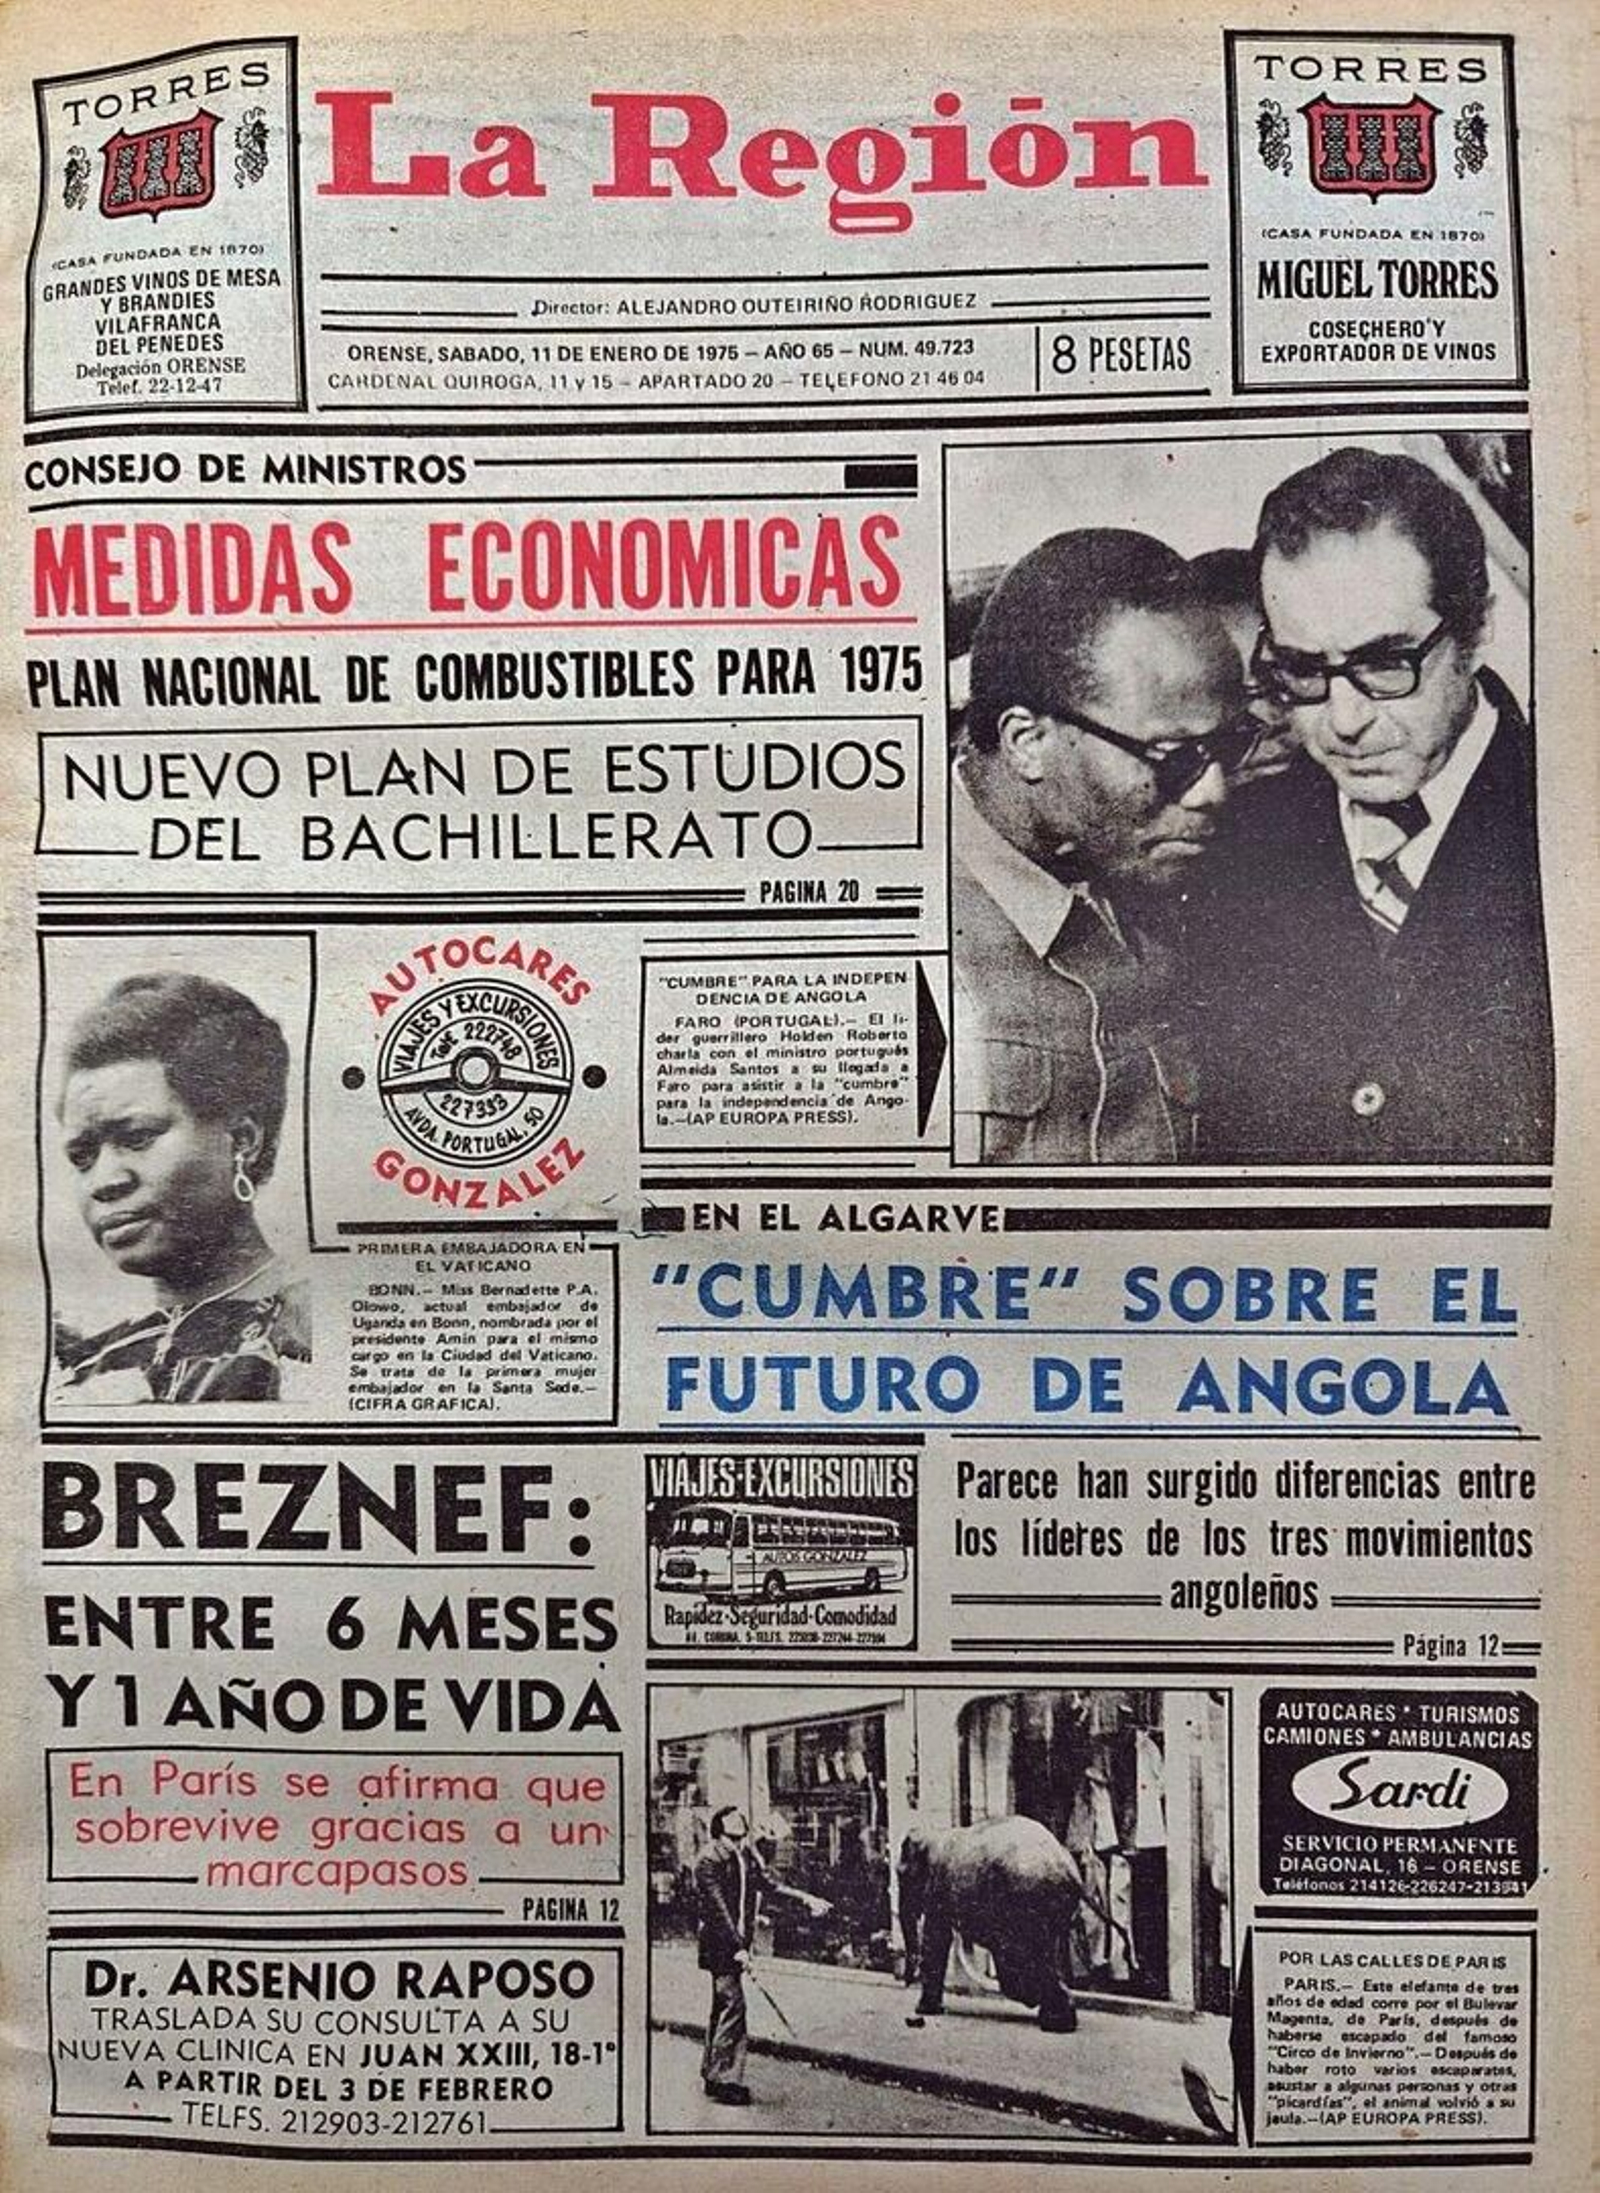 TORRES
(CASA FUNDADA EN 1870)
GRANDES VINOS DE MESA
Y BRANDIES
VILAFRANCA
DEL PENEDES
Delegación ORENSE
Telef. 22-12-47
La Región
Director: ALEJANDRO OUTEIRIÑO RODRIGUEZ
ORENSE, SABADO, 11 DE ENERO DE 1975 – AÑO 65 – NUM. 49.723
CARDENAL QUIROGA, 11 y 15 – APARTADO 20 – TELEFONO 21 46 04
8 PESETAS
TORRES
(CASA FUNDADA EN 1870)
MIGUEL TORRES
COSECHERO Y
EXPORTADOR DE VINOS
CONSEJO DE MINISTROS
MEDIDAS ECONOMICAS
PLAN NACIONAL DE COMBUSTIBLES PARA 1975
NUEVO PLAN DE ESTUDIOS
DEL BACHILLERATO
PAGINA 20
AUTOCARES
VIAJES Y EXCURSIONES
Telf. 222748
227333
AVDA. PORTUGAL, 50
GONZALEZ
"CUMBRE" PARA LA INDEPEN
DENCIA DE ANGOLA
FARO (PORTUGAL).– El lí-
der guerrillero Holden Roberto
charla con el ministro portugués
Almeida Santos a su llegada a
Faro para asistir a la "cumbre"
para la independencia de Ango-
la.–(AP EUROPA PRESS).
PRIMERA EMBAJADORA EN
EL VATICANO
BONN.– Miss Bernadette P.A.
Olowo, actual embajador de
Uganda en Bonn, nombrada por el
presidente Amin para el mismo
cargo en la Ciudad del Vaticano.
Se trata de la primera mujer
embajador en la Santa Sede.–
(CIFRA GRAFICA).
EN EL ALGARVE
"CUMBRE" SOBRE EL
FUTURO DE ANGOLA
Parece han surgido diferencias entre
los líderes de los tres movimientos
angoleños
Página 12
BREZNEF:
ENTRE 6 MESES
Y 1 AÑO DE VIDA
En París se afirma que
sobrevive gracias a un
marcapasos
PAGINA 12
VIAJES-EXCURSIONES
AUTOS GONZALEZ
Rapidez-Seguridad-Comodidad
Dr. ARSENIO RAPOSO
TRASLADA SU CONSULTA A SU
NUEVA CLINICA EN JUAN XXIII, 18-1º
A PARTIR DEL 3 DE FEBRERO
TELFS. 212903-212761
AUTOCARES * TURISMOS
CAMIONES * AMBULANCIAS
Sardi
SERVICIO PERMANENTE
DIAGONAL, 16 – ORENSE
Teléfonos 214126-226247-213941
POR LAS CALLES DE PARIS
PARIS.– Este elefante de tres
años de edad corre por el Bulevar
Magenta, de París, después de
haberse escapado del famoso
"Circo de Invierno".– Después de
haber roto varios escaparates,
asustar a algunas personas y otras
"picardías", el animal volvió a su
jaula.–(AP EUROPA PRESS).